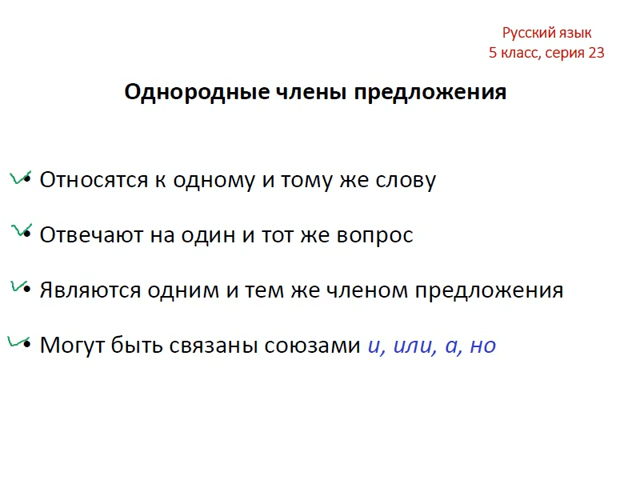 Русский язык
5 класс, серия 23
Однородные члены предложения
• Относятся к одному и тому же слову
• Отвечают на один и тот же вопрос
• Являются одним и тем же членом предложения
• Могут быть связаны союзами и, или, а, но